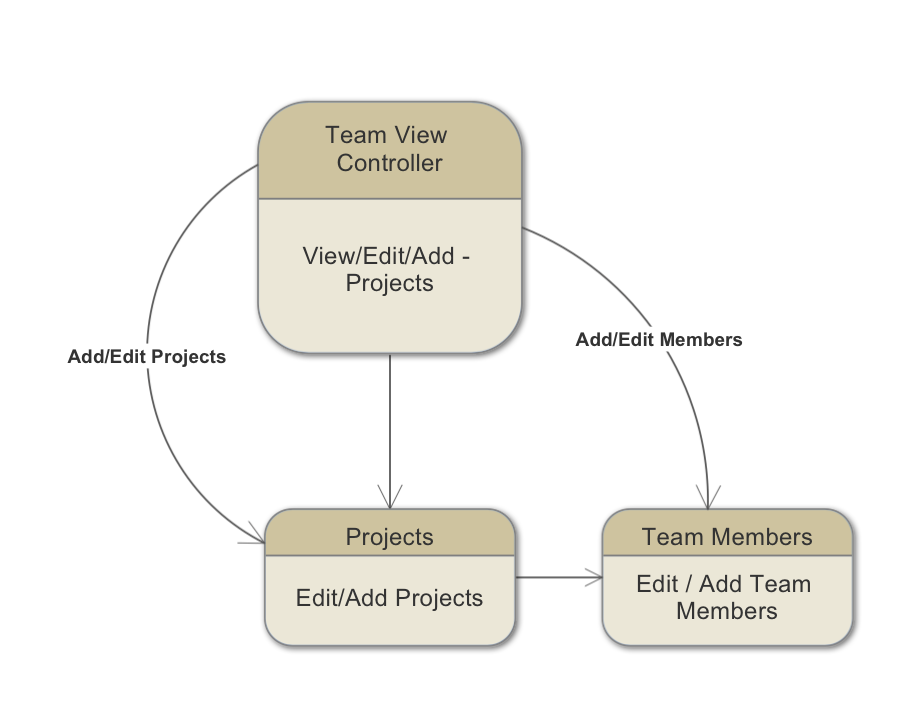 Team View
Controller
View/Edit/Add -
Projects
Add/Edit Projects
Add/Edit Members
Projects
Edit/Add Projects
Team Members
Edit / Add Team
Members